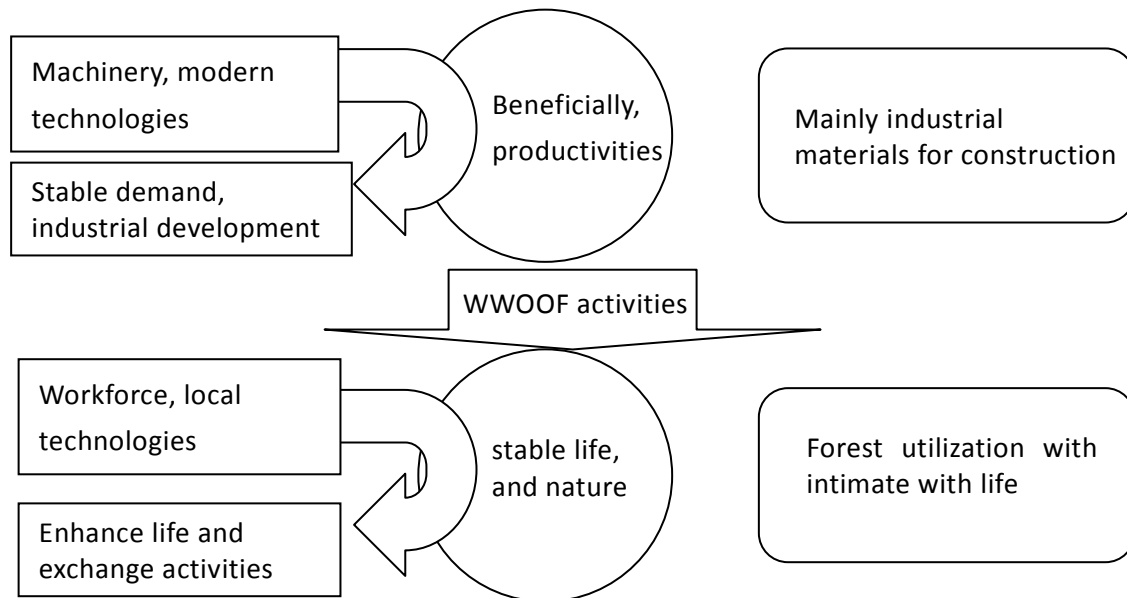 Machinery, modern
technologies
Stable demand,
industrial development
Beneficially,
productivities
Mainly industrial
materials for construction
WWOOF activities
Workforce, local
technologies
Enhance life and
exchange activities
stable life,
and nature
Forest utilization with
intimate with life